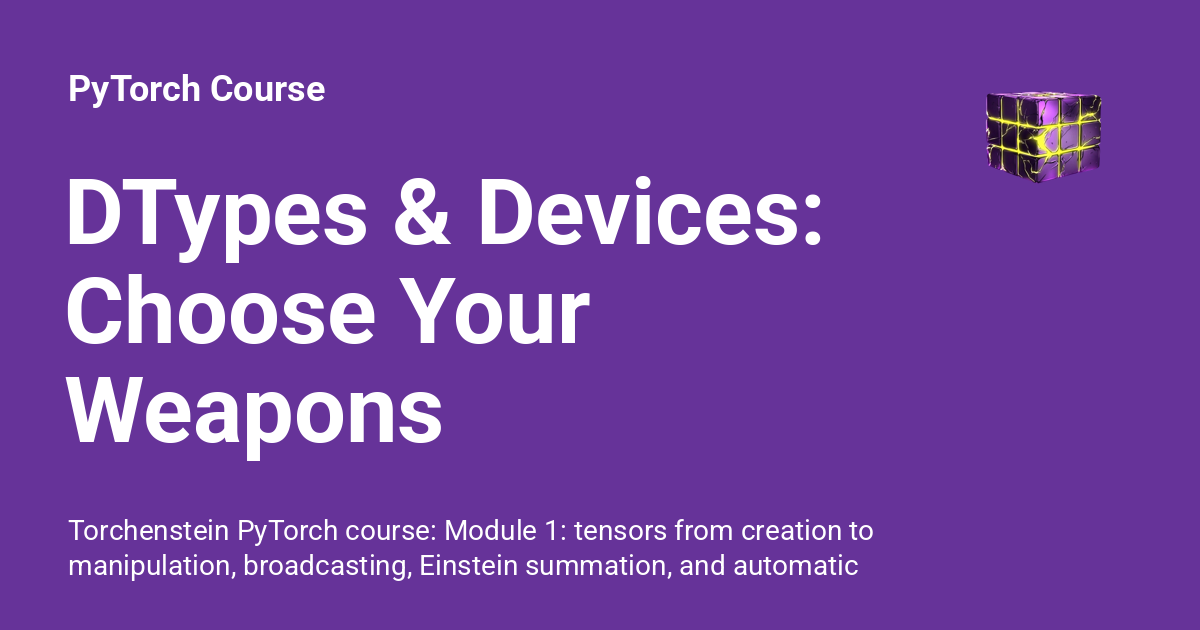 PyTorch Course
DTypes & Devices:
Choose Your
Weapons
Torchenstein PyTorch course: Module 1: tensors from creation to
manipulation, broadcasting, Einstein summation, and automatic